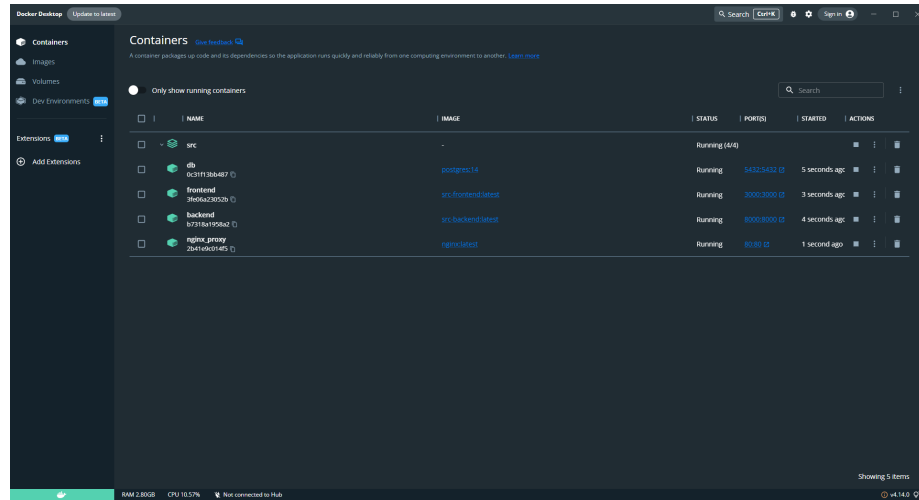 Docker Desktop Update to latest Search Ctrl+K Sign in
Containers
Images
Volumes
Dev Environments BETA
Extensions BETA
Add Extensions
Containers Give feedback
A container packages up code and its dependencies so the application runs quickly and reliably from one computing environment to another. Learn more
Only show running containers Search
NAME IMAGE STATUS PORT(S) STARTED ACTIONS
src - Running (4/4)
db postgres:14 Running 5432:5432 5 seconds agc
0c31f13bb487
frontend src-frontend:latest Running 3000:3000 3 seconds agc
3fe06a23052b
backend src-backend:latest Running 8000:8000 4 seconds agc
b7318a1958a2
nginx_proxy nginx:latest Running 80:80 1 second ago
2b41e9c014f5
Showing 5 items
RAM 2.80GB CPU 10.57% Not connected to Hub v4.14.0